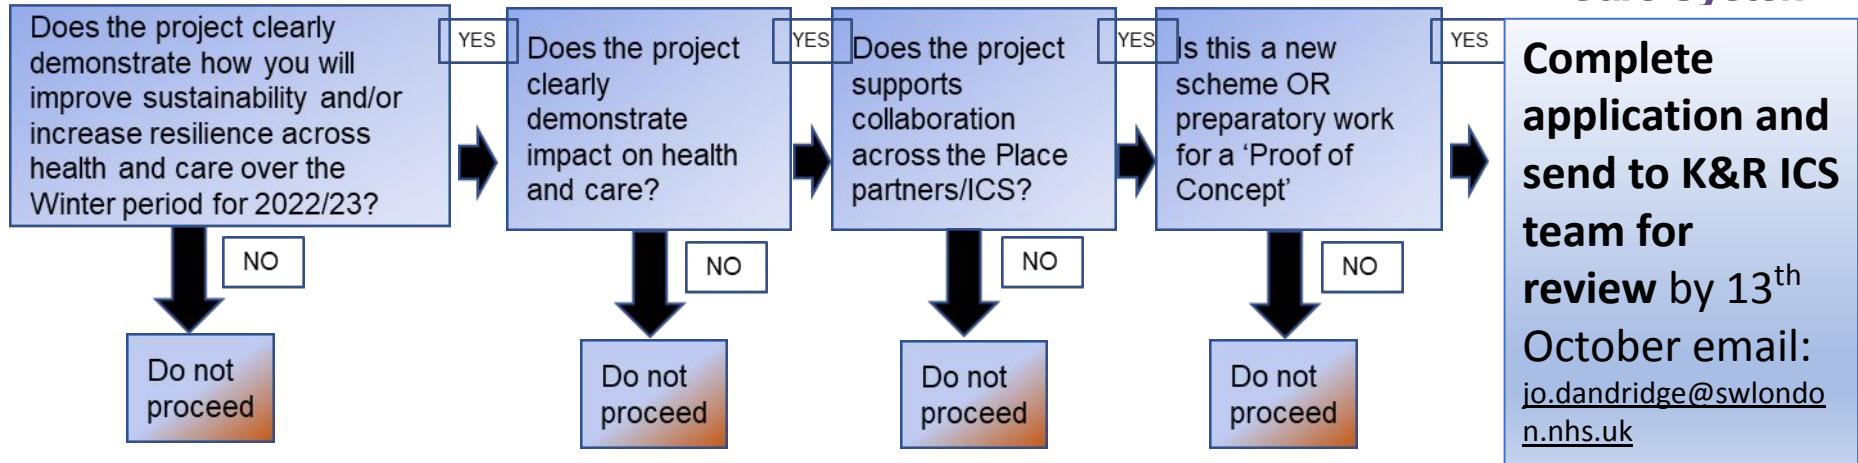 Does the project clearly
demonstrate how you will
improve sustainability and/or
increase resilience across
health and care over the
Winter period for 2022/23?
YES
NO
Do not
proceed
Does the project
clearly
demonstrate
impact on health
and care?
YES
NO
Do not
proceed
Does the project
supports
collaboration
across the Place
partners/ICS?
YES
NO
Do not
proceed
Is this a new
scheme OR
preparatory work
for a ‘Proof of
Concept’
YES
NO
Do not
proceed
Complete
application and
send to K&R ICS
team for
review by 13th
October email:
jo.dandridge@swlondo
n.nhs.uk